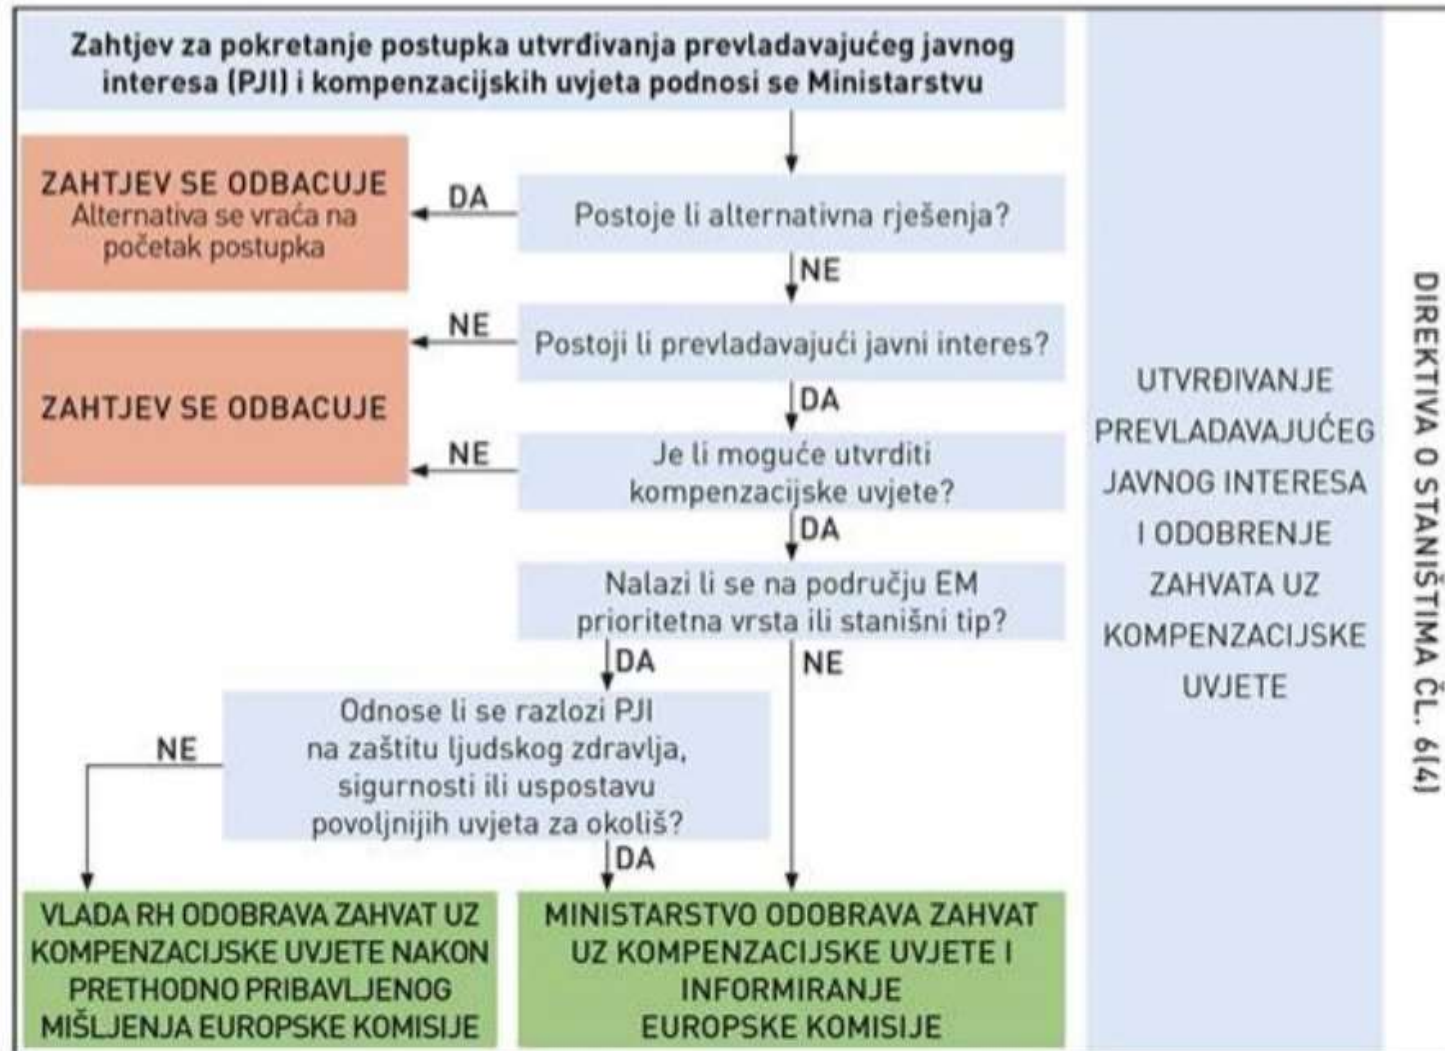 Zahtjev za pokretanje postupka utvrđivanja prevladavajućeg javnog
interesa (PJI) i kompenzacijskih uvjeta podnosi se Ministarstvu
ZAHTJEV SE ODBACUJE
Alternativa se vraća na
početak postupka
DA
Postoje li alternativna rješenja?
NE
NE
Postoji li prevladavajući javni interes?
ZAHTJEV SE ODBACUJE
DA
NE
Je li moguće utvrditi
kompenzacijske uvjete?
DA
Nalazi li se na području EM
prioritetna vrsta ili stanišni tip?
DA
NE
Odnose li se razlozi PJI
na zaštitu ljudskog zdravlja,
sigurnosti ili uspostavu
povoljnijih uvjeta za okoliš?
NE
DA
VLADA RH ODOBRAVA ZAHVAT UZ
KOMPENZACIJSKE UVJETE NAKON
PRETHODNO PRIBAVLJENOG
MIŠLJENJA EUROPSKE KOMISIJE
MINISTARSTVO ODOBRAVA ZAHVAT
UZ KOMPENZACIJSKE UVJETE I
INFORMIRANJE
EUROPSKE KOMISIJE
UTVRĐIVANJE
PREVLADAVAJUĆEG
JAVNOG INTERESA
I ODOBRENJE
ZAHVATA UZ
KOMPENZACIJSKE
UVJETE
DIREKTIVA O STANIŠTIMA ČL. 6(4)